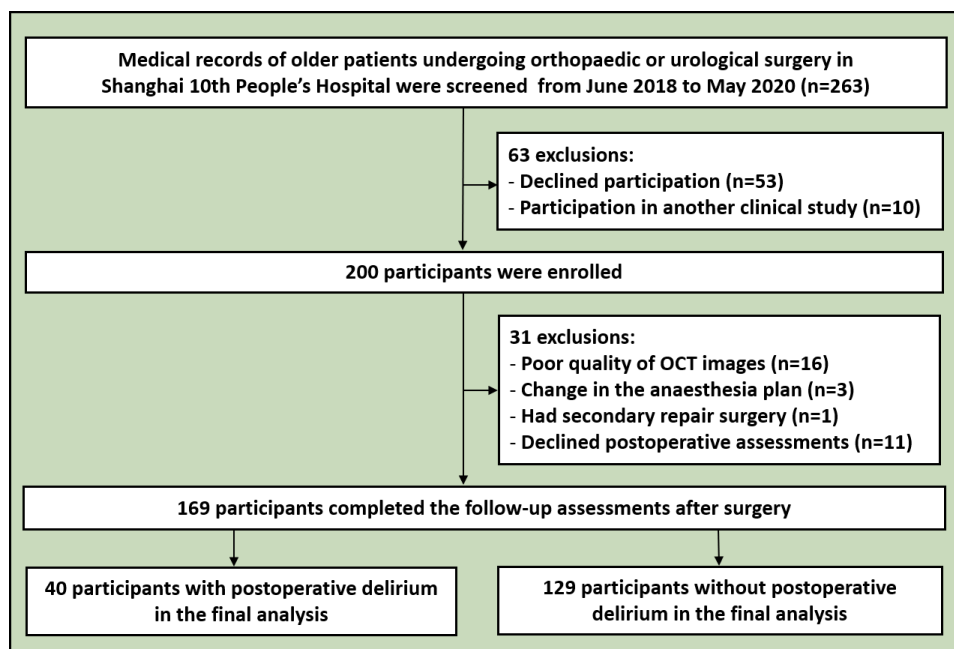 Medical records of older patients undergoing orthopaedic or urological surgery in
Shanghai 10th People's Hospital were screened from June 2018 to May 2020 (n=263)
63 exclusions:
- Declined participation (n=53)
- Participation in another clinical study (n=10)
200 participants were enrolled
31 exclusions:
- Poor quality of OCT images (n=16)
- Change in the anaesthesia plan (n=3)
- Had secondary repair surgery (n=1)
- Declined postoperative assessments (n=11)
169 participants completed the follow-up assessments after surgery
40 participants with postoperative delirium
in the final analysis
129 participants without postoperative
delirium in the final analysis